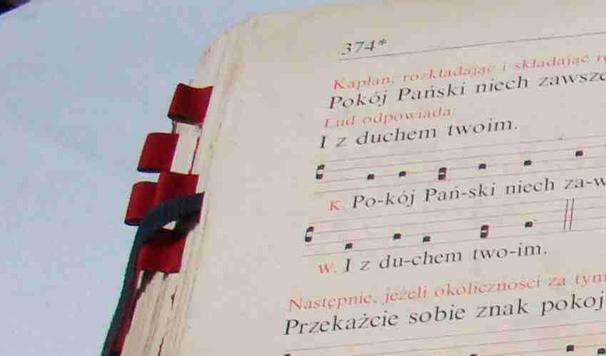 374*
Kapłan, rozkładając i składając
Pokój Pański niech zawsze
Lud odpowiada:
I z duchem twoim.
K. Po-kój Pań-ski niech za-w
W. I z du-chem two-im.
Następnie, jeżeli okoliczności za tym
Przekażcie sobie znak pokoj